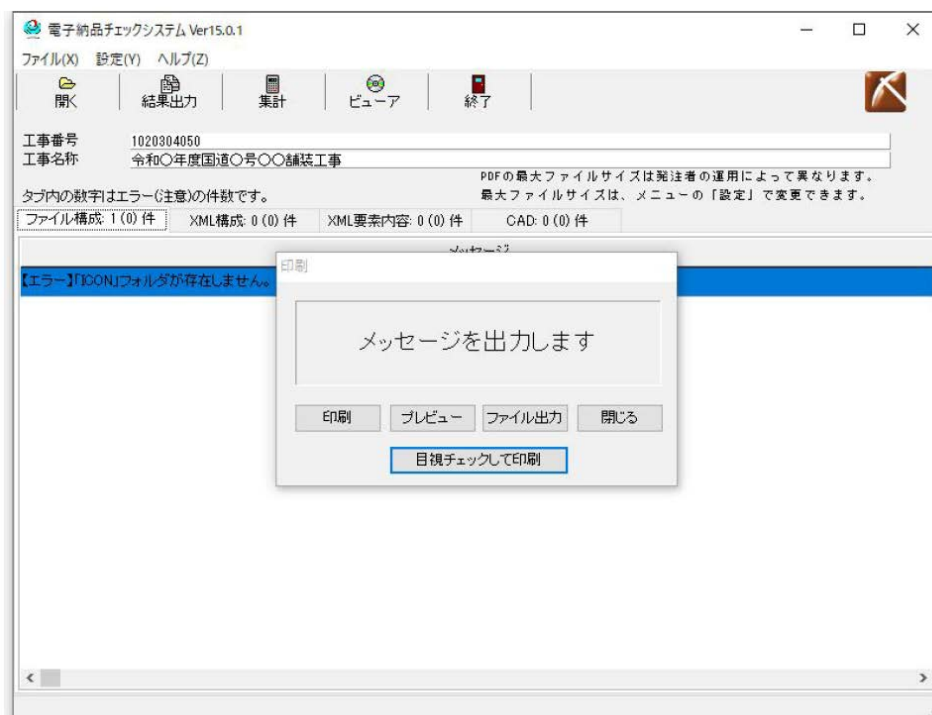 電子納品チェックシステム Ver15.0.1
ファイル(X) 設定(Y) ヘルプ(Z)
開く 結果出力 集計 ビューア 終了
工事番号 1020304050
工事名称 令和〇年度国道〇号〇〇舗装工事
PDFの最大ファイルサイズは発注者の運用によって異なります。
タブ内の数字はエラー(注意)の件数です。
最大ファイルサイズは、メニューの「設定」で変更できます。
ファイル構成: 1 (0) 件 XML構成: 0 (0) 件 XML要素内容: 0 (0) 件 CAD: 0 (0) 件
メッセージ
【エラー】「ICON」フォルダが存在しません。
印刷
メッセージを出力します
印刷 プレビュー ファイル出力 閉じる
目視チェックして印刷